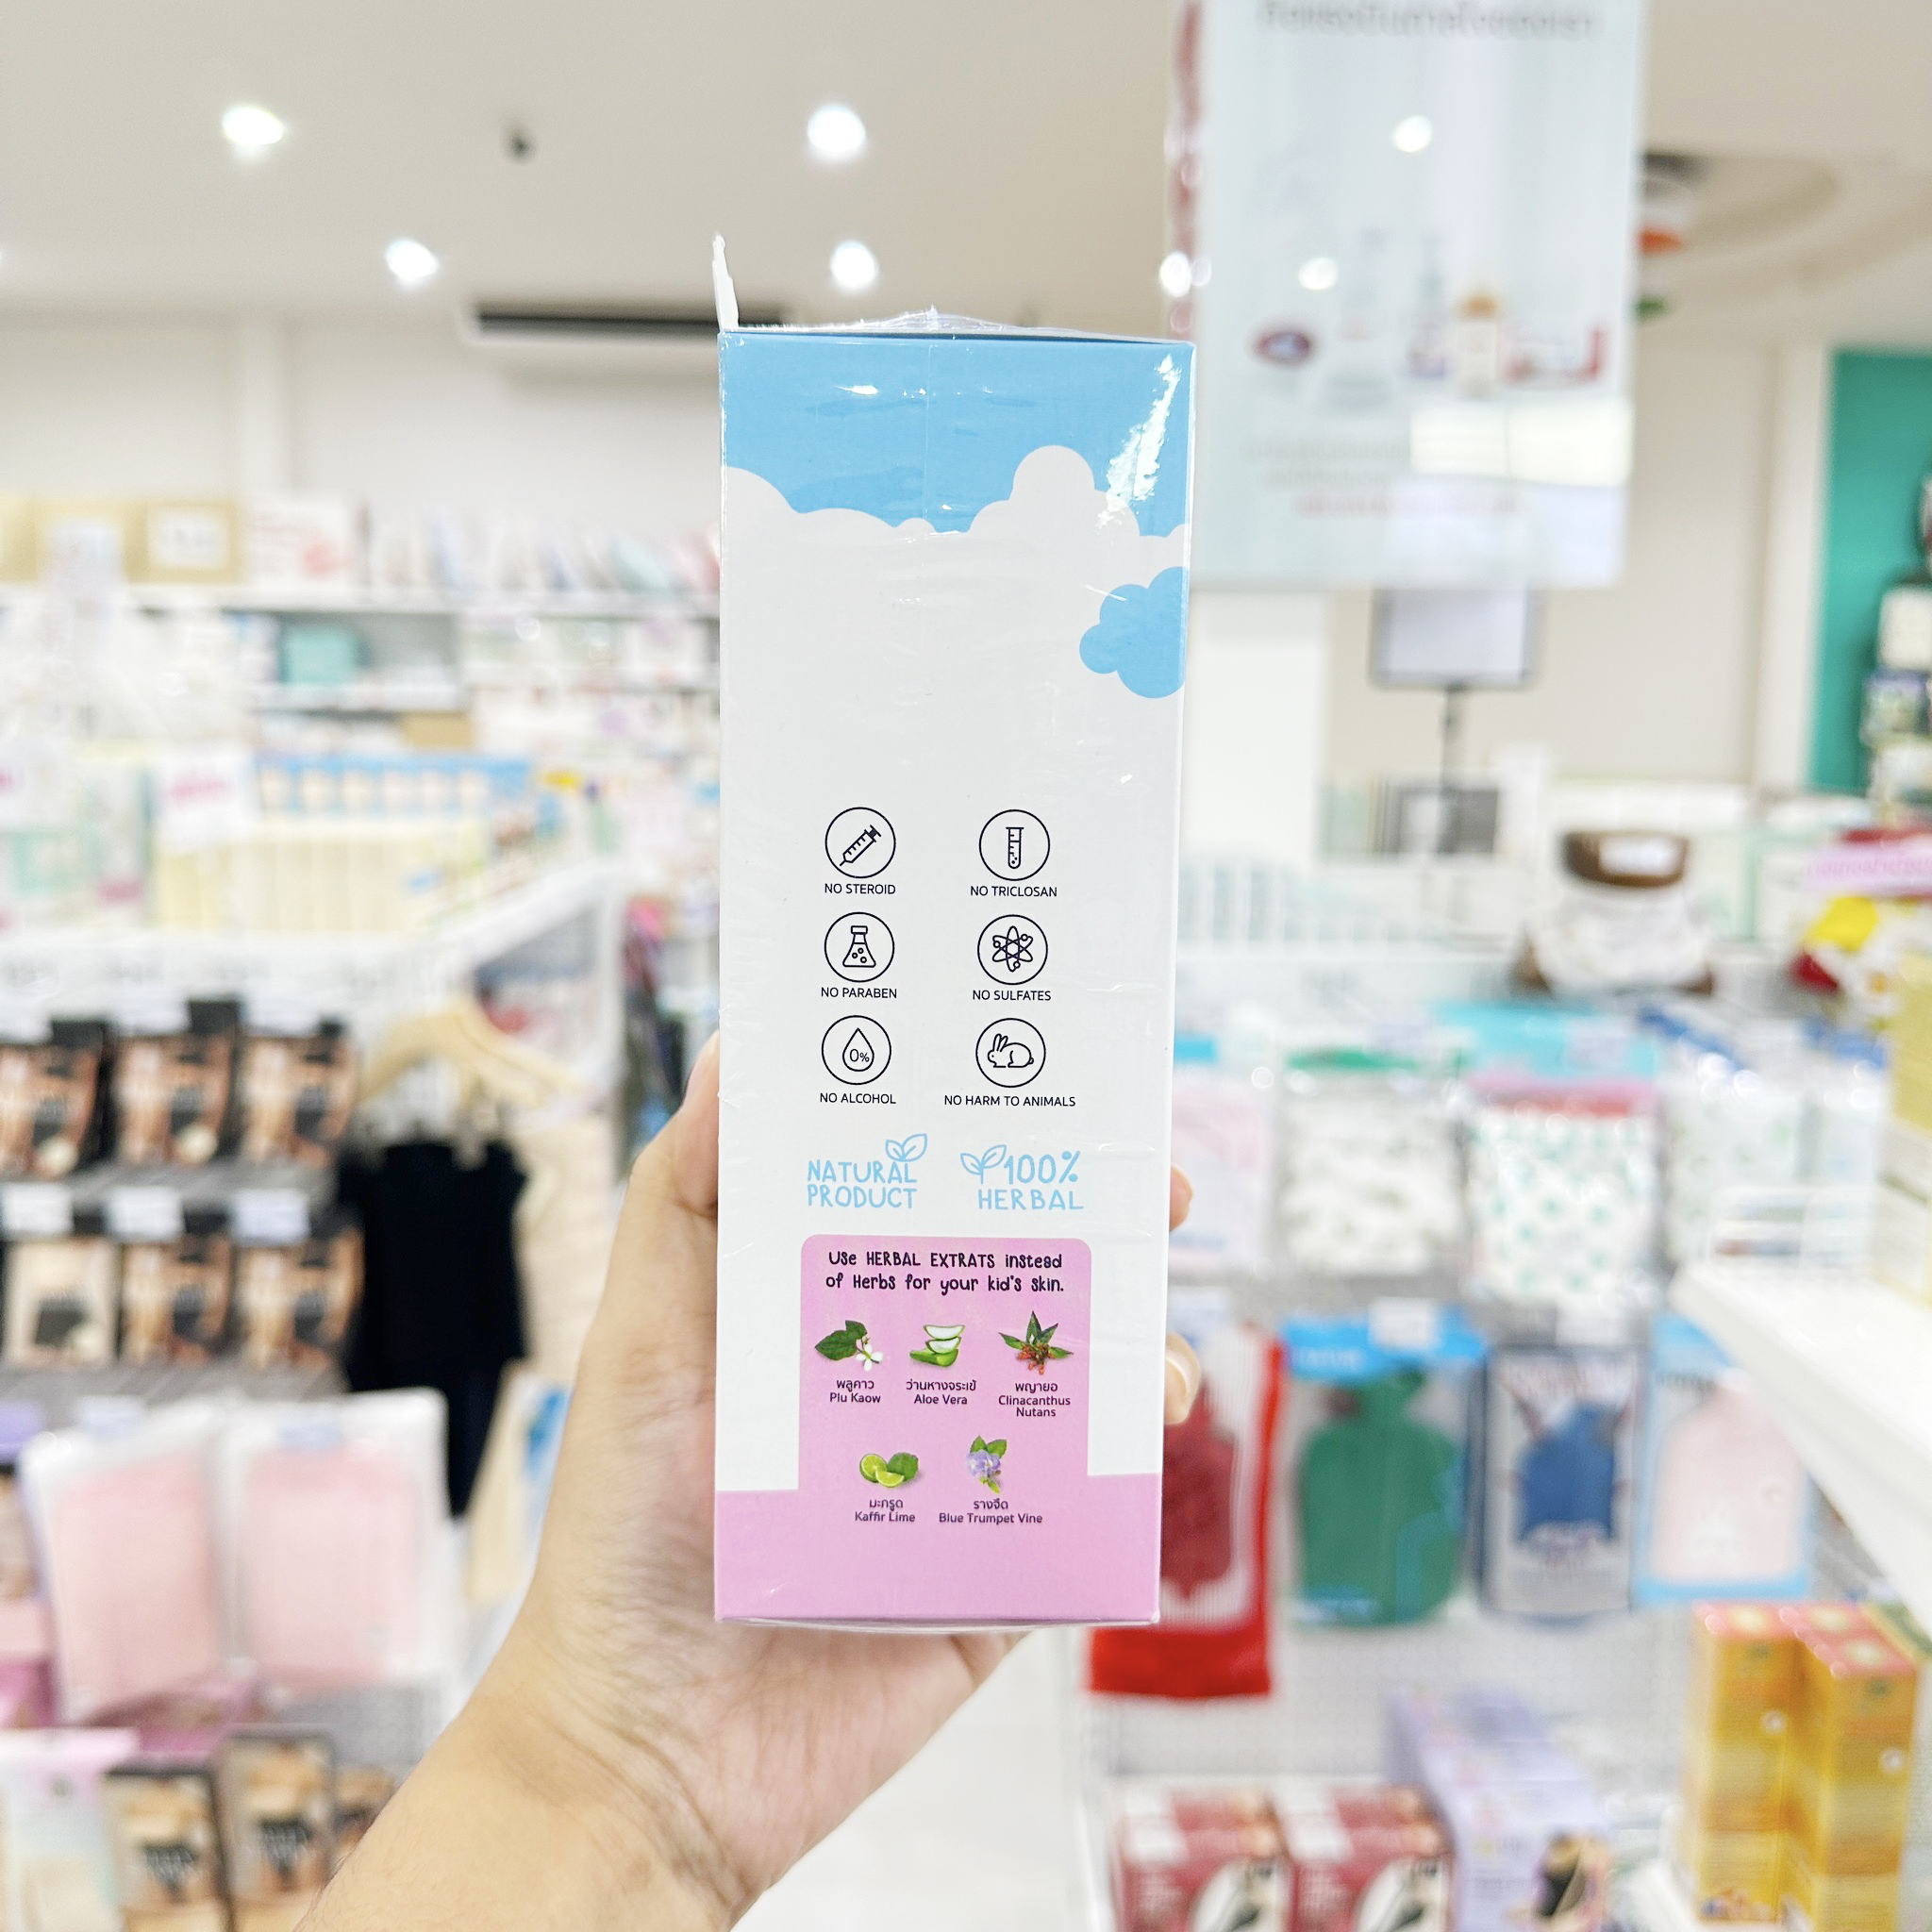 NO STEROID
NO TRICLOSAN
NO PARABEN
NO SULFATES
0%
NO ALCOHOL
NO HARM TO ANIMALS
NATURAL
PRODUCT
100%
HERBAL
Use HERBAL EXTRATS instead
of Herbs for your kid's skin.
พลูคาว
Plu Kaow
ว่านหางจระเข้
Aloe Vera
พญายอ
Clinacanthus
Nutans
มะกรูด
Kaffir Lime
รางจืด
Blue Trumpet Vine